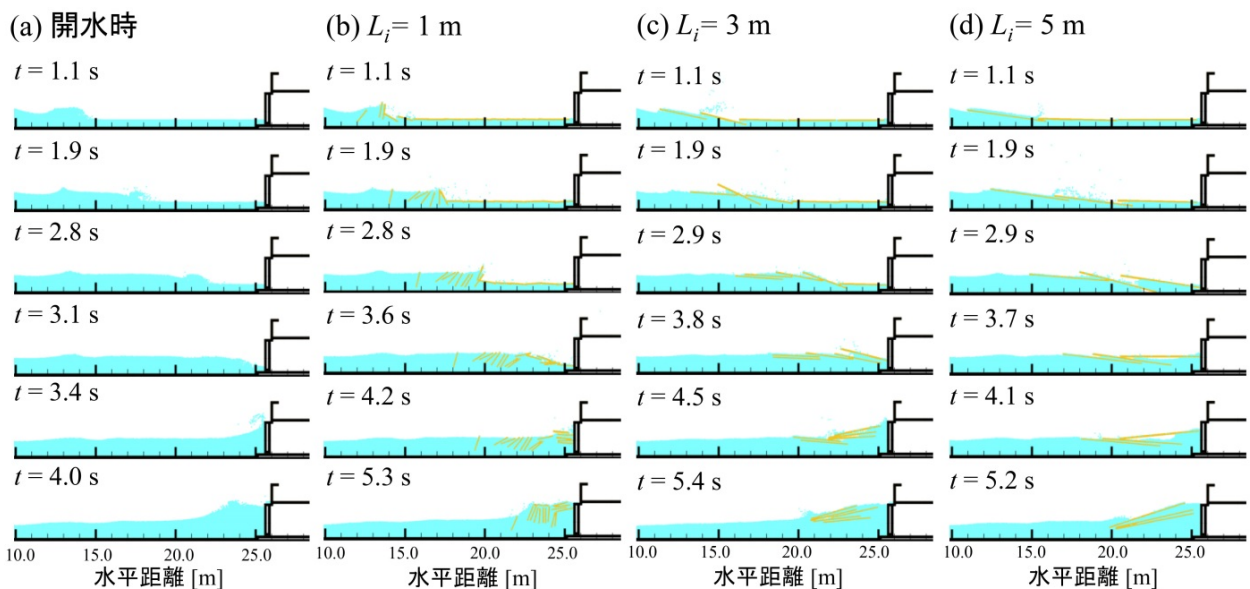 (a) 開水時
t = 1.1 s
t = 1.9 s
t = 2.8 s
t = 3.1 s
t = 3.4 s
t = 4.0 s
10.0 15.0 20.0 25.0
水平距離 [m]
(b) Li = 1 m
t = 1.1 s
t = 1.9 s
t = 2.8 s
t = 3.6 s
t = 4.2 s
t = 5.3 s
10.0 15.0 20.0 25.0
水平距離 [m]
(c) Li = 3 m
t = 1.1 s
t = 1.9 s
t = 2.9 s
t = 3.8 s
t = 4.5 s
t = 5.4 s
10.0 15.0 20.0 25.0
水平距離 [m]
(d) Li = 5 m
t = 1.1 s
t = 1.9 s
t = 2.9 s
t = 3.7 s
t = 4.1 s
t = 5.2 s
10.0 15.0 20.0 25.0
水平距離 [m]